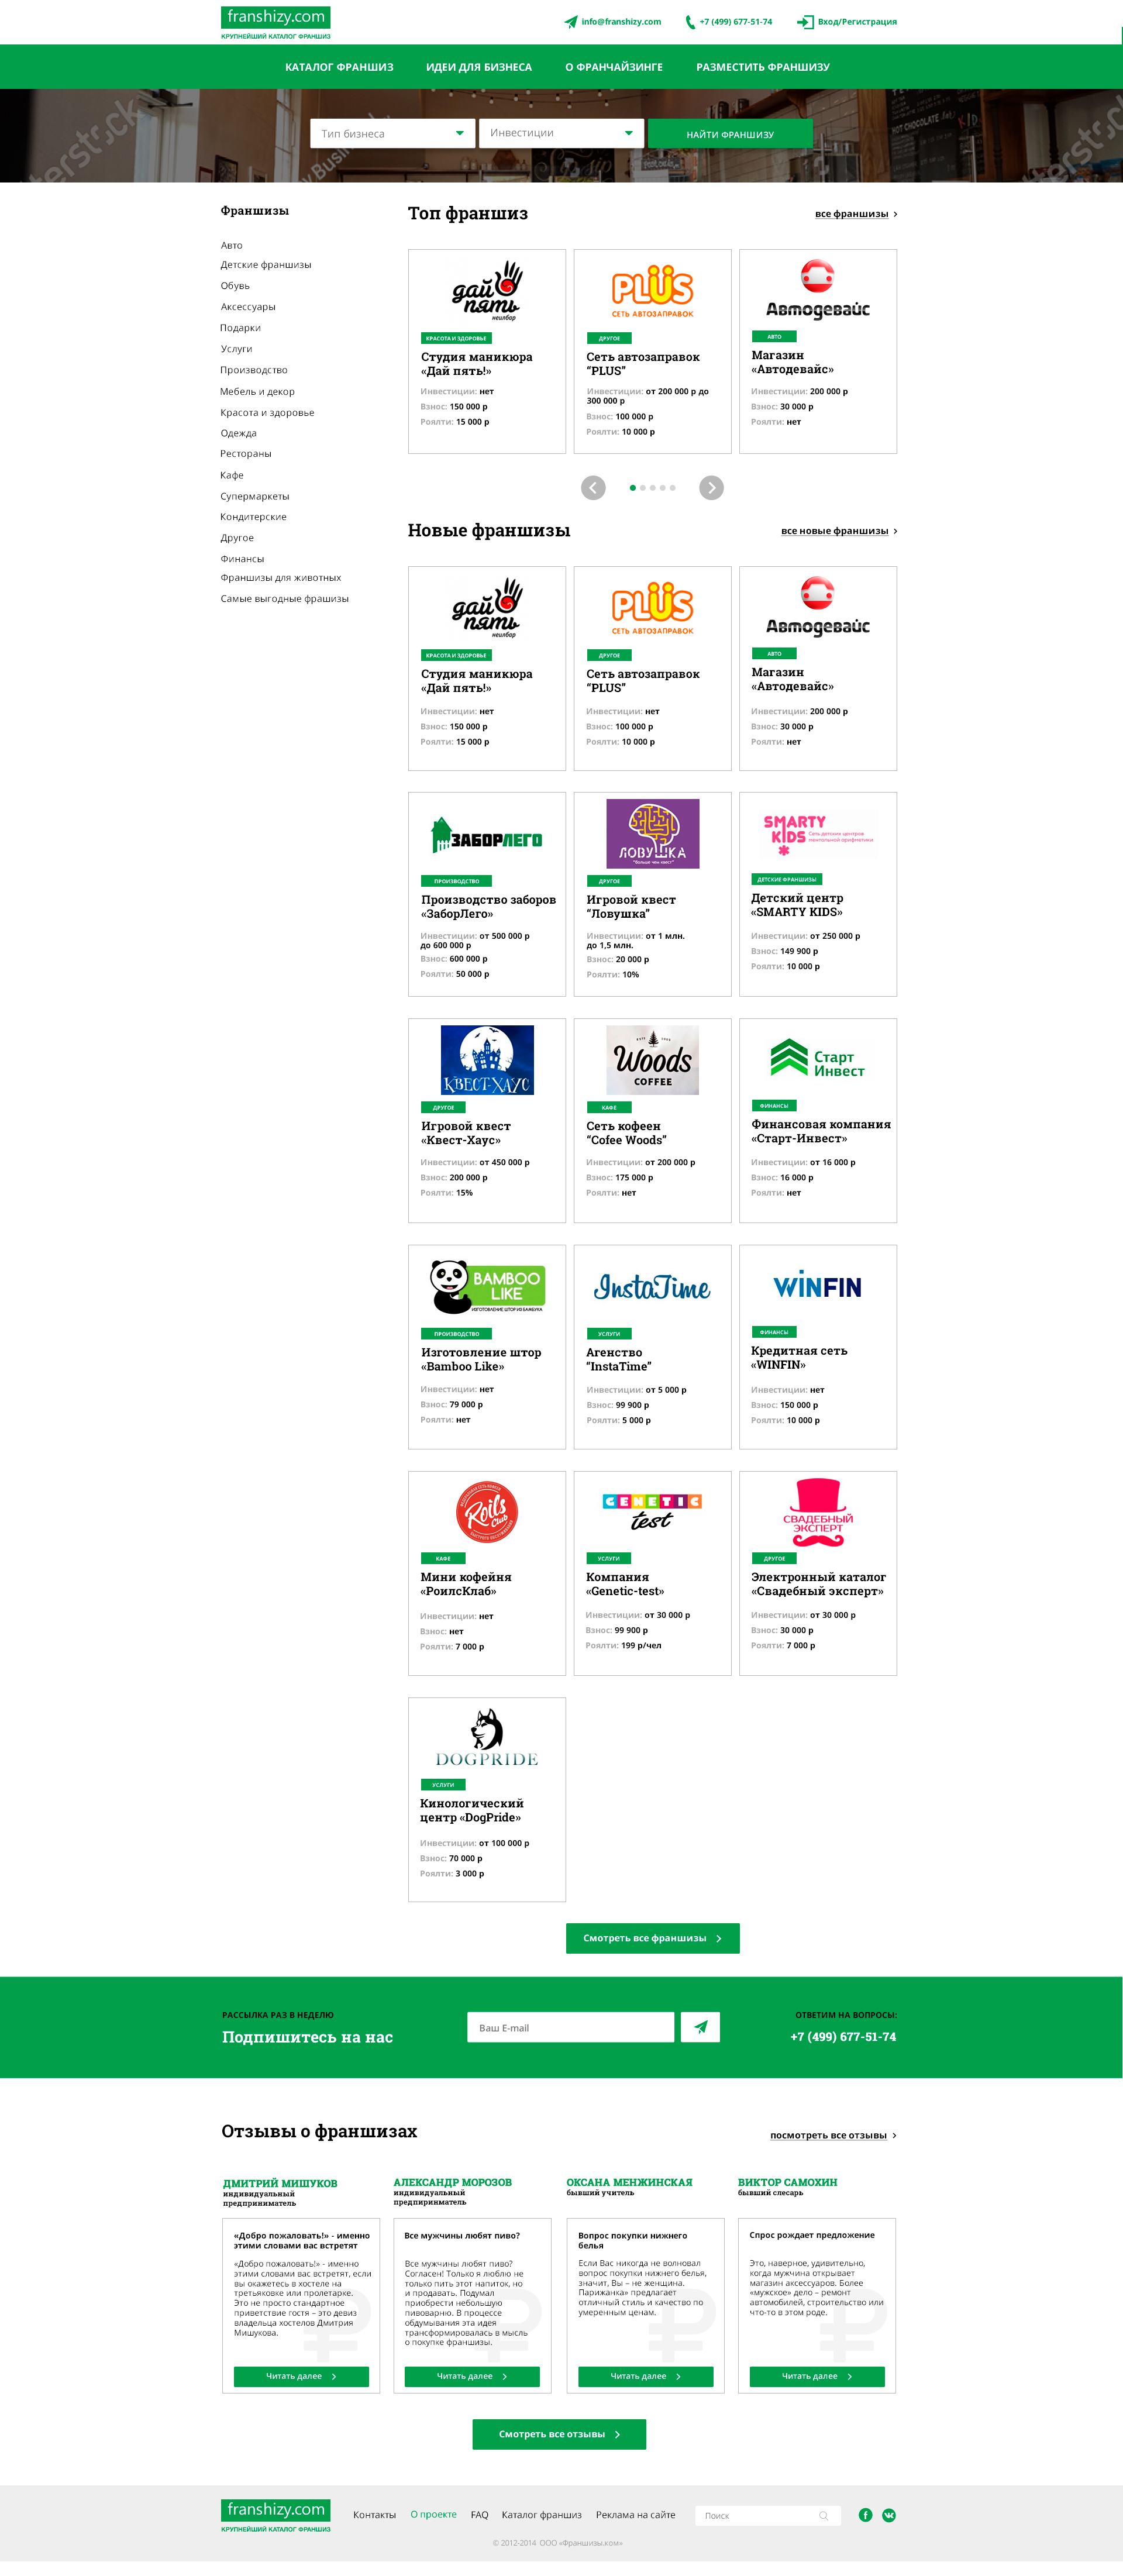 franshizy.com
КРУПНЕЙШИЙ КАТАЛОГ ФРАНШИЗ
info@franshizy.com
+7 (499) 677-51-74
Вход/Регистрация
КАТАЛОГ ФРАНШИЗ
ИДЕИ ДЛЯ БИЗНЕСА
О ФРАНЧАЙЗИНГЕ
РАЗМЕСТИТЬ ФРАНШИЗУ
Тип бизнеса
Инвестиции
НАЙТИ ФРАНШИЗУ
Франшизы
Авто
Детские франшизы
Обувь
Аксессуары
Подарки
Услуги
Производство
Мебель и декор
Красота и здоровье
Одежда
Рестораны
Кафе
Супермаркеты
Кондитерские
Другое
Финансы
Франшизы для животных
Самые выгодные фрашизы
Топ франшиз
все франшизы
дай пять
неилбар
КРАСОТА И ЗДОРОВЬЕ
Студия маникюра
«Дай пять!»
Инвестиции: нет
Взнос: 150 000 р
Роялти: 15 000 р
PLÜS
СЕТЬ АВТОЗАПРАВОК
ДРУГОЕ
Сеть автозаправок
“PLUS”
Инвестиции: от 200 000 р до
300 000 р
Взнос: 100 000 р
Роялти: 10 000 р
Автодевайс
АВТО
Магазин
«Автодевайс»
Инвестиции: 200 000 р
Взнос: 30 000 р
Роялти: нет
Новые франшизы
все новые франшизы
дай пять
неилбар
КРАСОТА И ЗДОРОВЬЕ
Студия маникюра
«Дай пять!»
Инвестиции: нет
Взнос: 150 000 р
Роялти: 15 000 р
PLÜS
СЕТЬ АВТОЗАПРАВОК
ДРУГОЕ
Сеть автозаправок
“PLUS”
Инвестиции: нет
Взнос: 100 000 р
Роялти: 10 000 р
Автодевайс
АВТО
Магазин
«Автодевайс»
Инвестиции: 200 000 р
Взнос: 30 000 р
Роялти: нет
ЗАБОРЛЕГО
ПРОИЗВОДСТВО
Производство заборов
«ЗаборЛего»
Инвестиции: от 500 000 р
до 600 000 р
Взнос: 600 000 р
Роялти: 50 000 р
ЛОВУШКА
"больше чем квест"
ДРУГОЕ
Игровой квест
“Ловушка”
Инвестиции: от 1 млн.
до 1,5 млн.
Взнос: 20 000 р
Роялти: 10%
SMARTY
KIDS
Сеть детских центров
ментальной арифметики
ДЕТСКИЕ ФРАНШИЗЫ
Детский центр
«SMARTY KIDS»
Инвестиции: от 250 000 р
Взнос: 149 900 р
Роялти: 10 000 р
КВЕСТ-ХАУС
ДРУГОЕ
Игровой квест
«Квест-Хаус»
Инвестиции: от 450 000 р
Взнос: 200 000 р
Роялти: 15%
Woods
COFFEE
КАФЕ
Сеть кофеен
“Cofee Woods”
Инвестиции: от 200 000 р
Взнос: 175 000 р
Роялти: нет
Старт
Инвест
ФИНАНСЫ
Финансовая компания
«Старт-Инвест»
Инвестиции: от 16 000 р
Взнос: 16 000 р
Роялти: нет
BAMBOO
LIKE
ИЗГОТОВЛЕНИЕ ШТОР ИЗ БАМБУКА
ПРОИЗВОДСТВО
Изготовление штор
«Bamboo Like»
Инвестиции: нет
Взнос: 79 000 р
Роялти: нет
InstaTime
УСЛУГИ
Агенство
“InstaTime”
Инвестиции: от 5 000 р
Взнос: 99 900 р
Роялти: 5 000 р
WINFIN
ФИНАНСЫ
Кредитная сеть
«WINFIN»
Инвестиции: нет
Взнос: 150 000 р
Роялти: 10 000 р
Roils
Club
КАФЕ
Мини кофейня
«РоилсКлаб»
Инвестиции: нет
Взнос: нет
Роялти: 7 000 р
GENETIC
test
УСЛУГИ
Компания
«Genetic-test»
Инвестиции: от 30 000 р
Взнос: 99 900 р
Роялти: 199 р/чел
СВАДЕБНЫЙ
ЭКСПЕРТ
ДРУГОЕ
Электронный каталог
«Свадебный эксперт»
Инвестиции: от 30 000 р
Взнос: 30 000 р
Роялти: 7 000 р
DOGPRIDE
УСЛУГИ
Кинологический
центр «DogPride»
Инвестиции: от 100 000 р
Взнос: 70 000 р
Роялти: 3 000 р
Смотреть все франшизы
РАССЫЛКА РАЗ В НЕДЕЛЮ
Подпишитесь на нас
Ваш E-mail
ОТВЕТИМ НА ВОПРОСЫ:
+7 (499) 677-51-74
Отзывы о франшизах
посмотреть все отзывы
ДМИТРИЙ МИШУКОВ
индивидуальный
предприниматель
«Добро пожаловать!» - именно
этими словами вас встретят
«Добро пожаловать!» - именно
этими словами вас встретят, если
вы окажетесь в хостеле на
третьяковке или пролетарке.
Это не просто стандартное
приветствие гостя – это девиз
владельца хостелов Дмитрия
Мишукова.
Читать далее
АЛЕКСАНДР МОРОЗОВ
индивидуальный
предпиринматель
Все мужчины любят пиво?
Все мужчины любят пиво?
Согласен! Только я люблю не
только пить этот напиток, но
и продавать. Подумал
приобрести небольшую
пивоварню. В процессе
обдумывания эта идея
трансформировалась в мысль
о покупке франшизы.
Читать далее
ОКСАНА МЕНЖИНСКАЯ
бывший учитель
Вопрос покупки нижнего
белья
Если Вас никогда не волновал
вопрос покупки нижнего белья,
значит, Вы – не женщина.
Парижанка» предлагает
отличный стиль и качество по
умеренным ценам.
Читать далее
ВИКТОР САМОХИН
бывший слесарь
Спрос рождает предложение
Это, наверное, удивительно,
когда мужчина открывает
магазин аксессуаров. Более
«мужское» дело – ремонт
автомобилей, строительство или
что-то в этом роде.
Читать далее
Смотреть все отзывы
franshizy.com
КРУПНЕЙШИЙ КАТАЛОГ ФРАНШИЗ
Контакты
О проекте
FAQ
Каталог франшиз
Реклама на сайте
Поиск
© 2012-2014 ООО «Франшизы.ком»